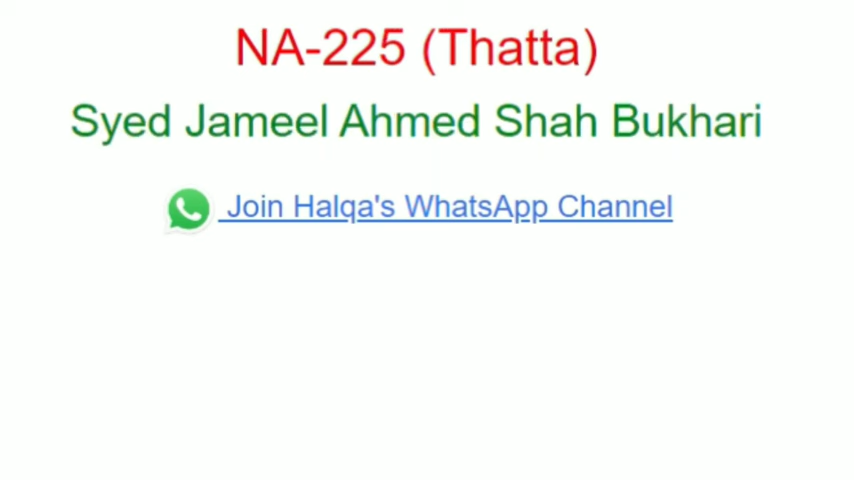 NA-225 (Thatta)
Syed Jameel Ahmed Shah Bukhari
Join Halqa's WhatsApp Channel